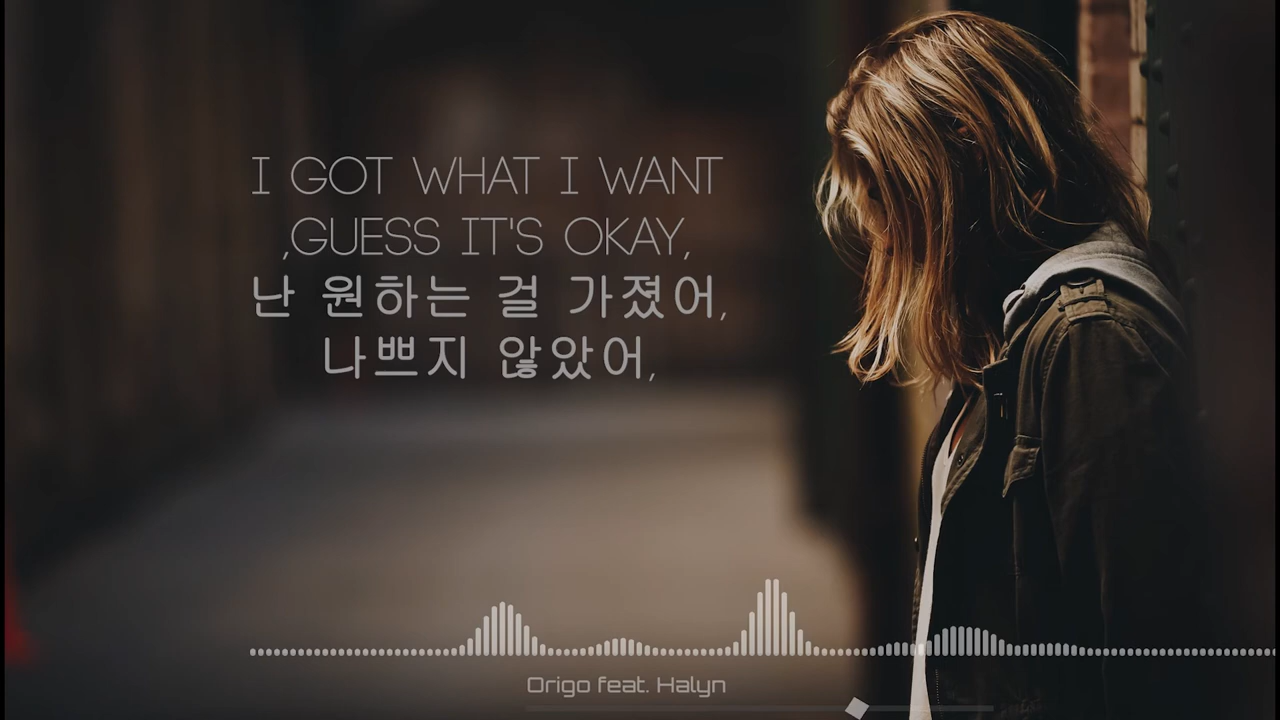 I GOT WHAT I WANT
,GUESS IT'S OKAY,
난 원하는 걸 가졌어,
나쁘지 않았어,
Origo feat. Halyn